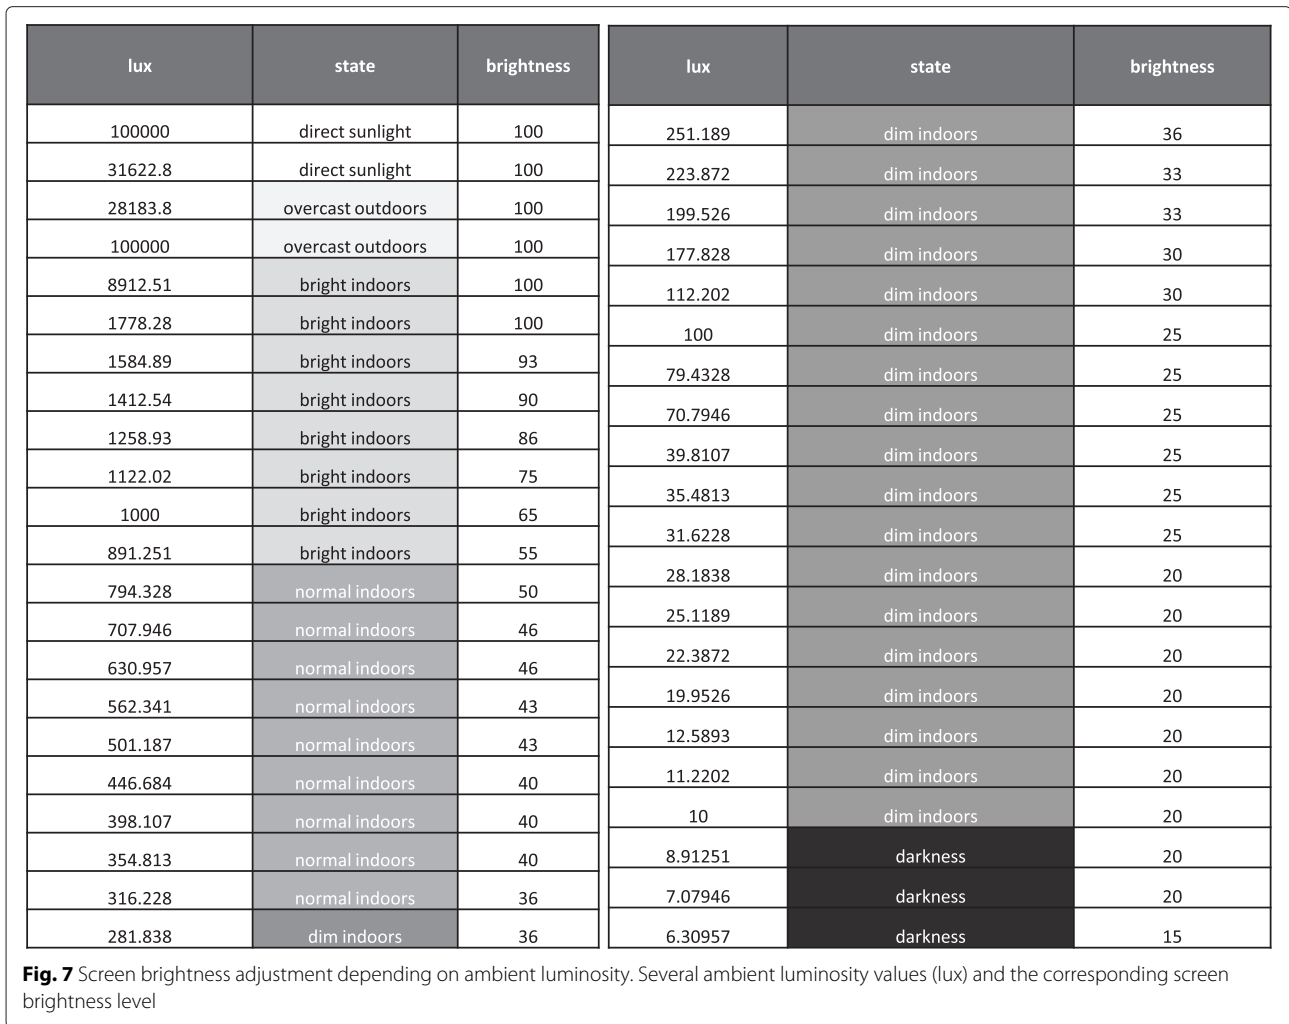 lux state brightness
100000 direct sunlight 100
31622.8 direct sunlight 100
28183.8 overcast outdoors 100
100000 overcast outdoors 100
8912.51 bright indoors 100
1778.28 bright indoors 100
1584.89 bright indoors 93
1412.54 bright indoors 90
1258.93 bright indoors 86
1122.02 bright indoors 75
1000 bright indoors 65
891.251 bright indoors 55
794.328 normal indoors 50
707.946 normal indoors 46
630.957 normal indoors 46
562.341 normal indoors 43
501.187 normal indoors 43
446.684 normal indoors 40
398.107 normal indoors 40
354.813 normal indoors 40
316.228 normal indoors 36
281.838 dim indoors 36
lux state brightness
251.189 dim indoors 36
223.872 dim indoors 33
199.526 dim indoors 33
177.828 dim indoors 30
112.202 dim indoors 30
100 dim indoors 25
79.4328 dim indoors 25
70.7946 dim indoors 25
39.8107 dim indoors 25
35.4813 dim indoors 25
31.6228 dim indoors 25
28.1838 dim indoors 20
25.1189 dim indoors 20
22.3872 dim indoors 20
19.9526 dim indoors 20
12.5893 dim indoors 20
11.2202 dim indoors 20
10 dim indoors 20
8.91251 darkness 20
7.07946 darkness 20
6.30957 darkness 15
Fig. 7 Screen brightness adjustment depending on ambient luminosity. Several ambient luminosity values (lux) and the corresponding screen
brightness level